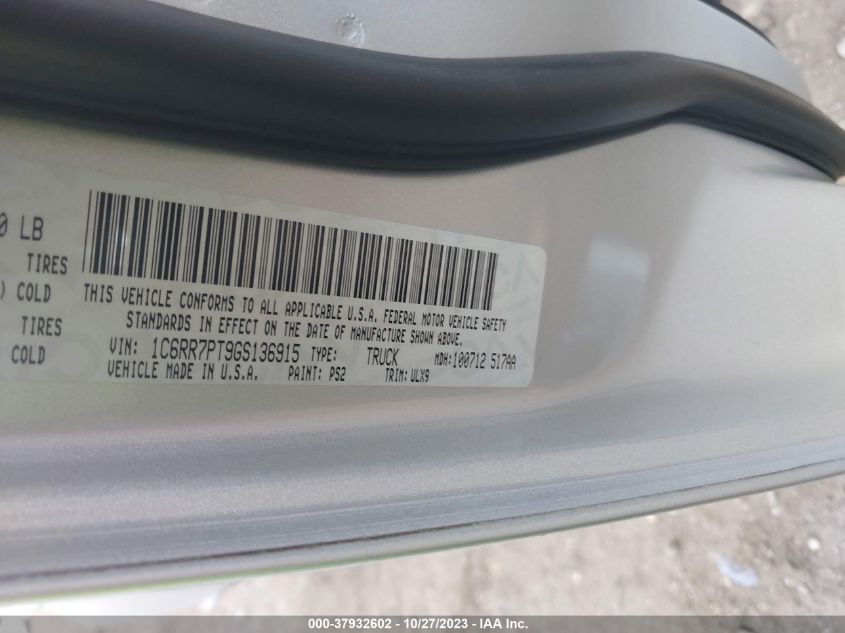 0 LB
TIRES
) COLD
TIRES
COLD
THIS VEHICLE CONFORMS TO ALL APPLICABLE U.S.A. FEDERAL MOTOR VEHICLE SAFETY
STANDARDS IN EFFECT ON THE DATE OF MANUFACTURE SHOWN ABOVE.
VIN: 1C6RR7PT9GS136915 TYPE: TRUCK MDH:100712 517AA
VEHICLE MADE IN U.S.A. PAINT: PS2 TRIM: ULX9
000-37932602 - 10/27/2023 - IAA Inc.